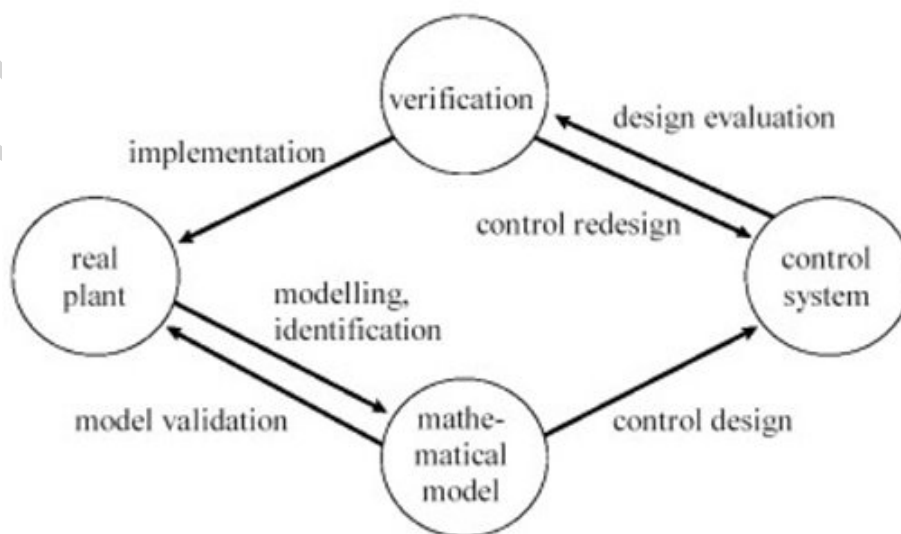 verification
design evaluation
implementation
control redesign
real
plant
control
system
modelling,
identification
model validation
mathe-
matical
model
control design